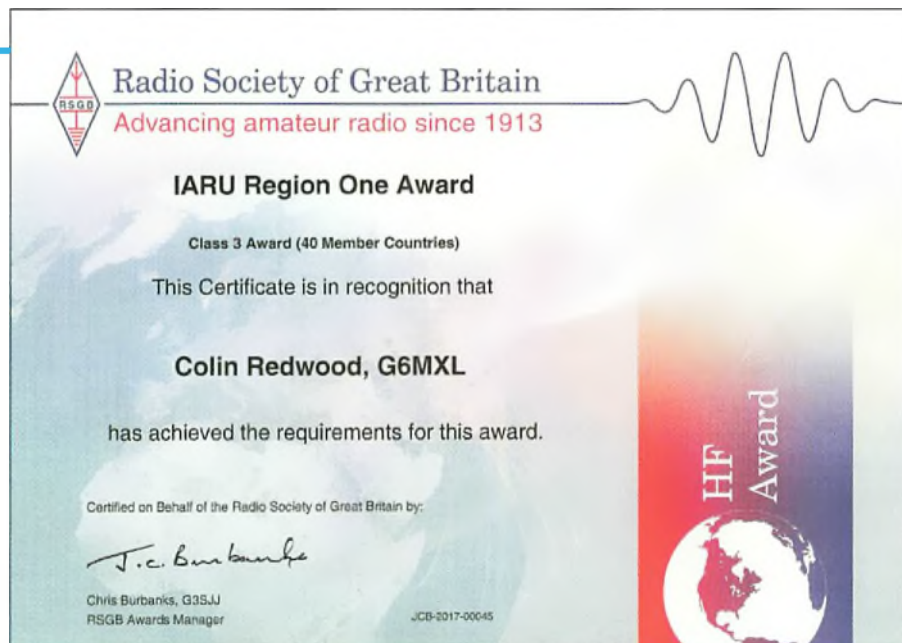 RSGB
Radio Society of Great Britain
Advancing amateur radio since 1913
IARU Region One Award
Class 3 Award (40 Member Countries)
This Certificate is in recognition that
Colin Redwood, G6MXL
has achieved the requirements for this award.
Certified on Behalf of the Radio Society of Great Britain by:
J.C. Burbanks
Chris Burbanks, G3SJJ
RSGB Awards Manager
JCB-2017-00045
HF
Award